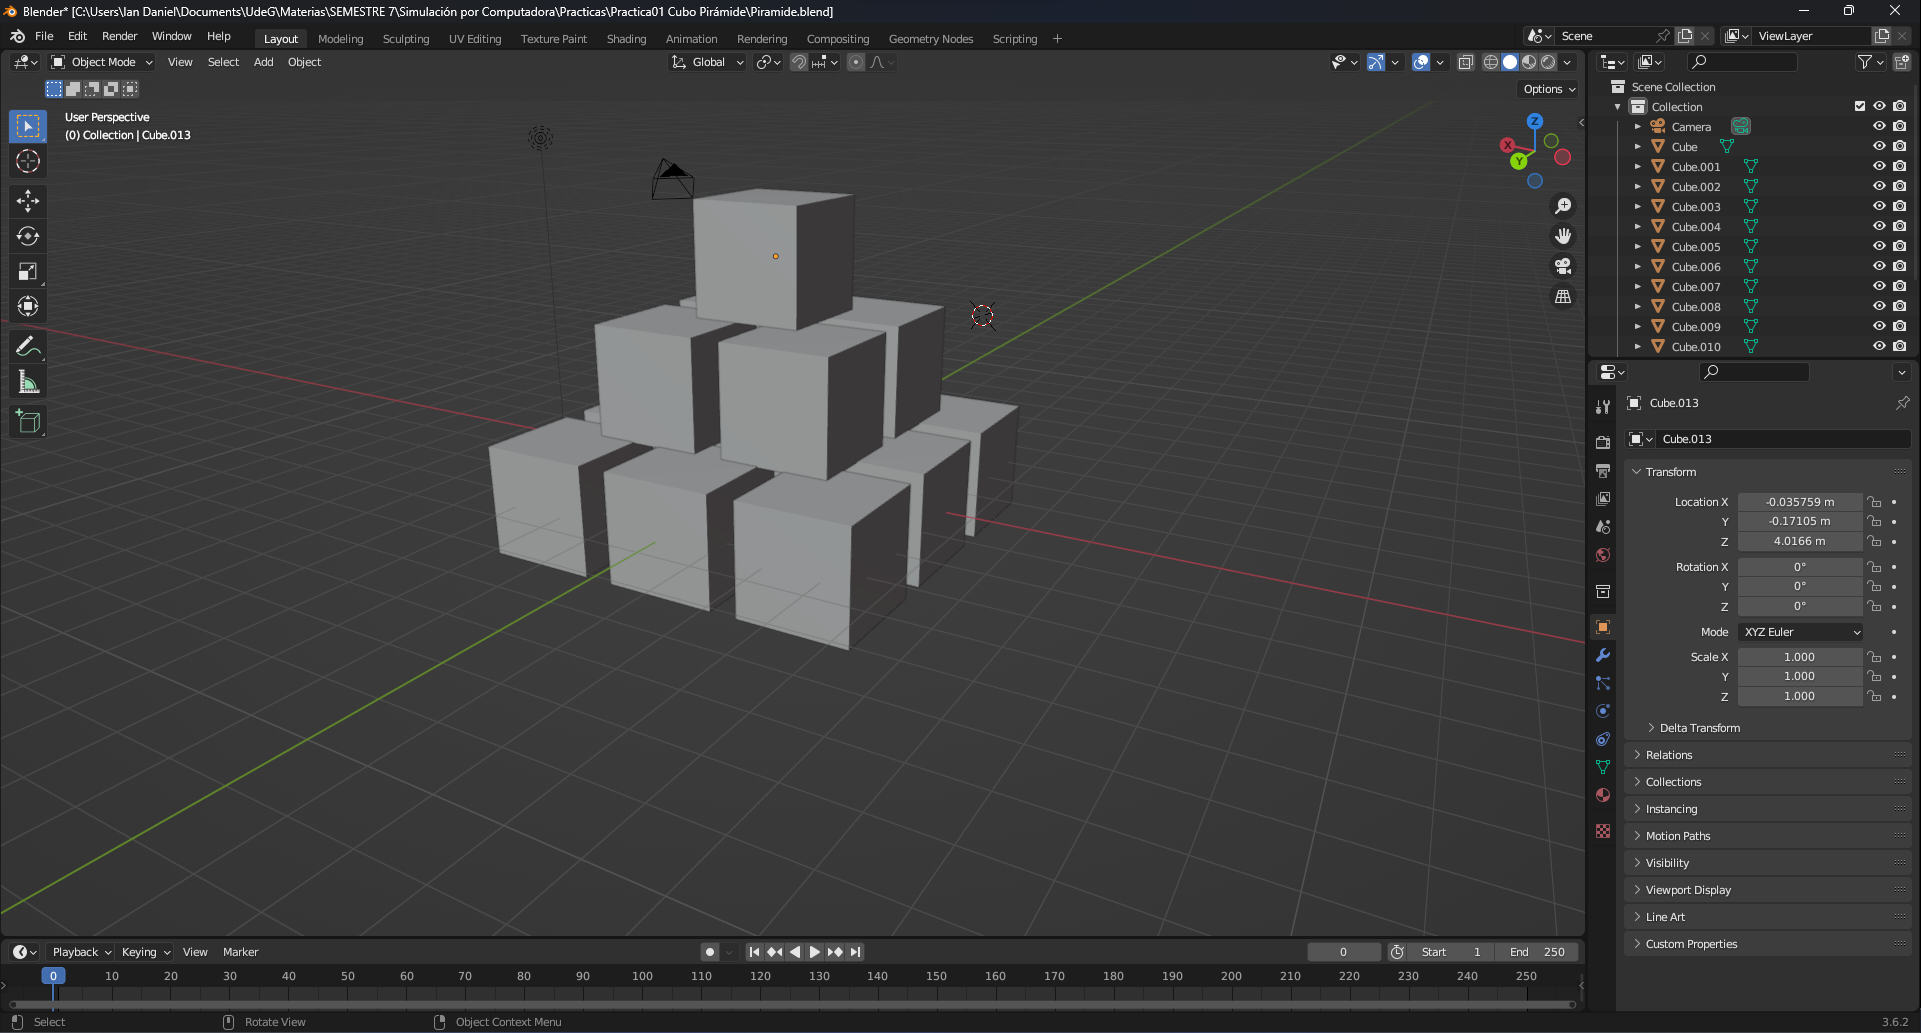 Blender* [C:\Users\Ian Daniel\Documents\UdeG\Materias\SEMESTRE 7\Simulación por Computadora\Practicas\Practica01 Cubo Pirámide\Piramide.blend]
File Edit Render Window Help Layout Modeling Sculpting UV Editing Texture Paint Shading Animation Rendering Compositing Geometry Nodes Scripting + Scene ViewLayer
Object Mode View Select Add Object Global
Options
User Perspective
(0) Collection | Cube.013
Z
X
Y
Scene Collection
Collection
Camera
Cube
Cube.001
Cube.002
Cube.003
Cube.004
Cube.005
Cube.006
Cube.007
Cube.008
Cube.009
Cube.010
Cube.013
Cube.013
Transform
Location X -0.035759 m
Y -0.17105 m
Z 4.0166 m
Rotation X 0°
Y 0°
Z 0°
Mode XYZ Euler
Scale X 1.000
Y 1.000
Z 1.000
Delta Transform
Relations
Collections
Instancing
Motion Paths
Visibility
Viewport Display
Line Art
Custom Properties
Playback Keying View Marker 0 Start 1 End 250
0 10 20 30 40 50 60 70 80 90 100 110 120 130 140 150 160 170 180 190 200 210 220 230 240 250
Select Rotate View Object Context Menu 3.6.2